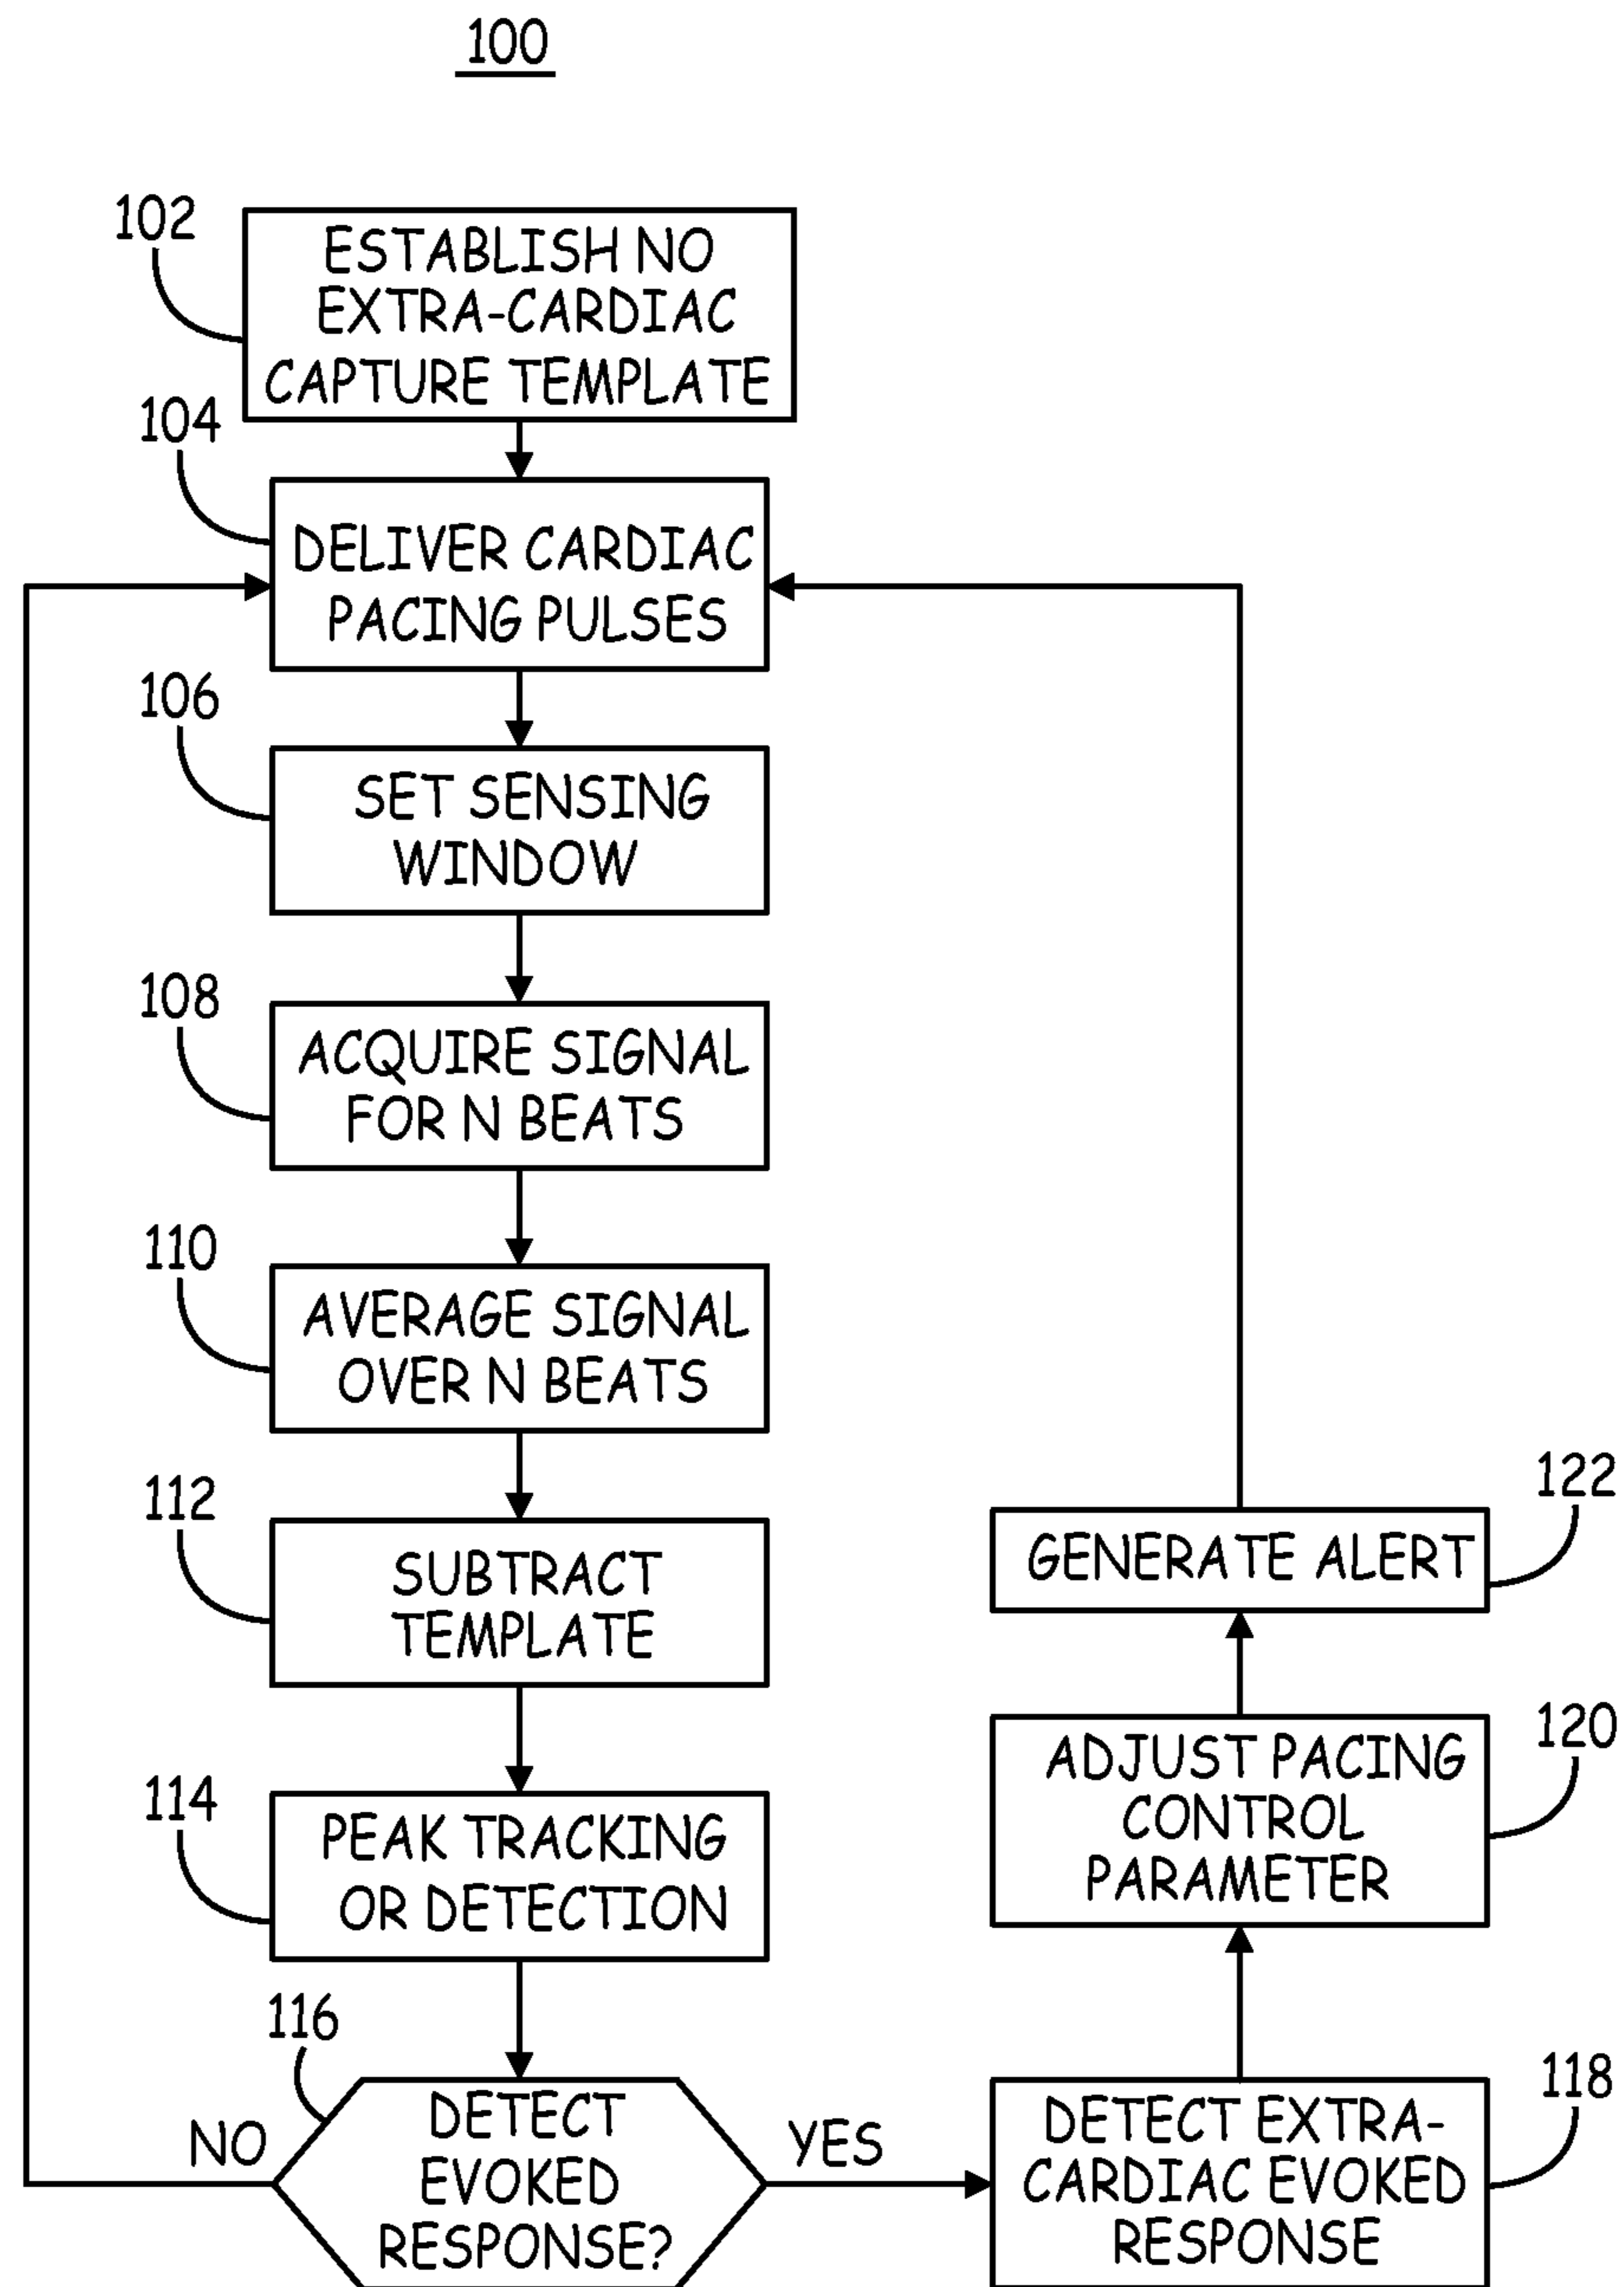 100
102
ESTABLISH NO
EXTRA-CARDIAC
CAPTURE TEMPLATE
104
DELIVER CARDIAC
PACING PULSES
106
SET SENSING
WINDOW
108
ACQUIRE SIGNAL
FOR N BEATS
110
AVERAGE SIGNAL
OVER N BEATS
112
SUBTRACT
TEMPLATE
114
PEAK TRACKING
OR DETECTION
116
DETECT
EVOKED
RESPONSE?
NO
YES
118
DETECT EXTRA-
CARDIAC EVOKED
RESPONSE
120
ADJUST PACING
CONTROL
PARAMETER
122
GENERATE ALERT